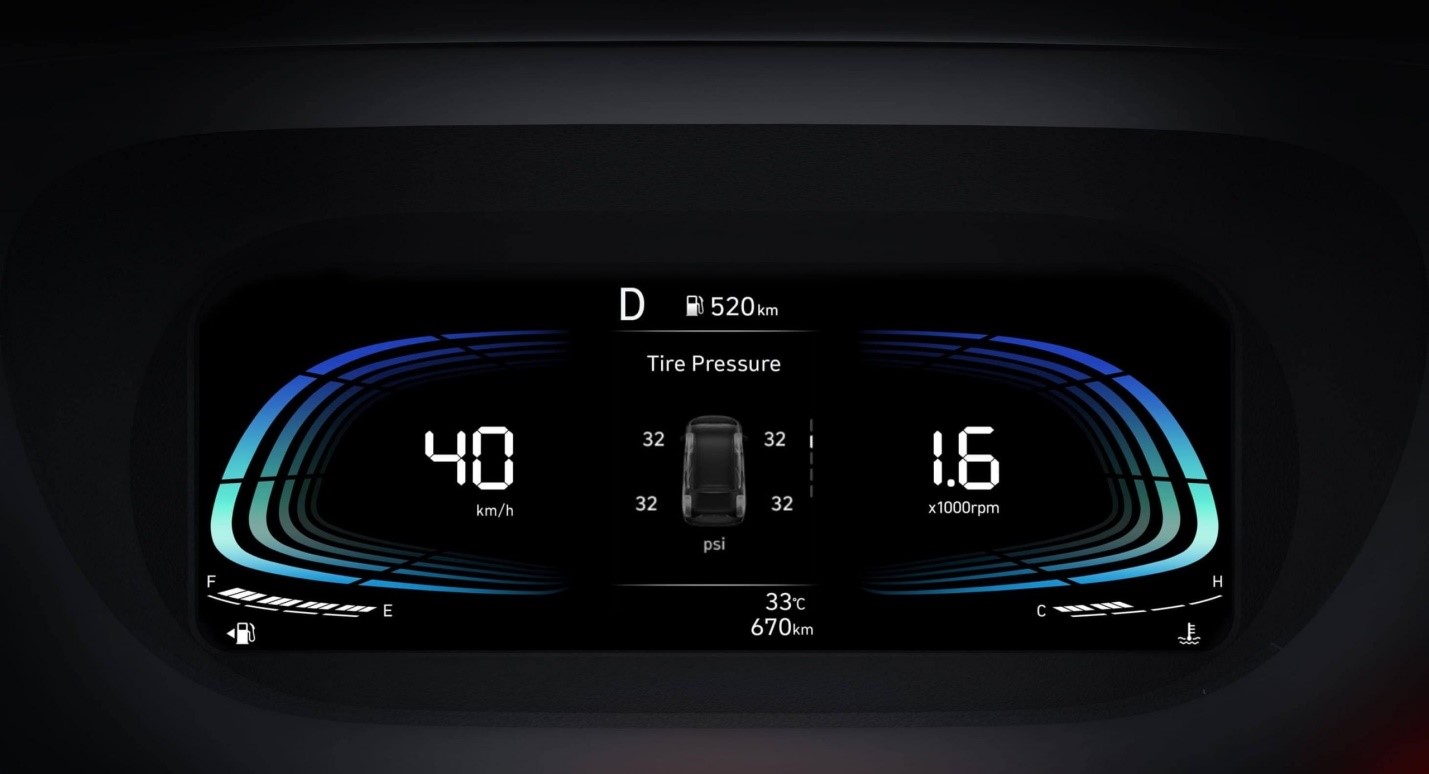 D 520km
Tire Pressure
40
km/h
32 32
32 32
psi
1.6
x1000rpm
F
E
33℃
670km
C
H